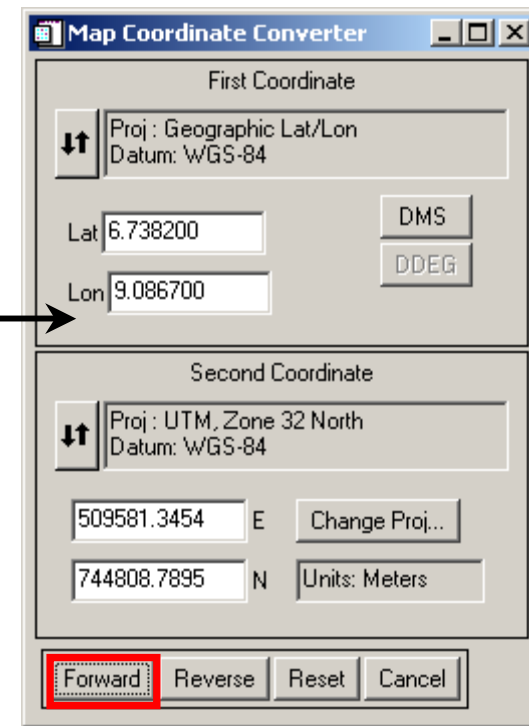 Map Coordinate Converter
First Coordinate
Proj : Geographic Lat/Lon
Datum: WGS-84
Lat 6.738200
DMS
DDEG
Lon 9.086700
Second Coordinate
Proj : UTM, Zone 32 North
Datum: WGS-84
509581.3454 E Change Proj...
744808.7895 N Units: Meters
Forward Reverse Reset Cancel